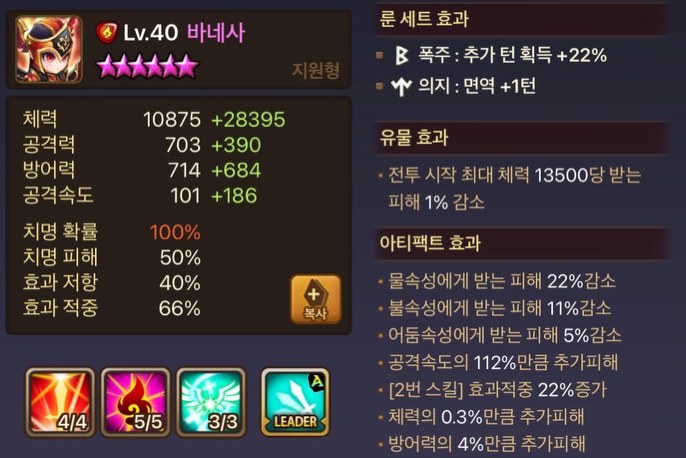 Lv.40 바네사
지원형
체력 10875 +28395
공격력 703 +390
방어력 714 +684
공격속도 101 +186
치명 확률 100%
치명 피해 50%
효과 저항 40%
효과 적중 66%
복사
4/4 5/5 3/3 A LEADER
룬 세트 효과
폭주 : 추가 턴 획득 +22%
의지 : 면역 +1턴
유물 효과
전투 시작 최대 체력 13500당 받는
피해 1% 감소
아티팩트 효과
물속성에게 받는 피해 22%감소
불속성에게 받는 피해 11%감소
어둠속성에게 받는 피해 5%감소
공격속도의 112%만큼 추가피해
[2번 스킬] 효과적중 22%증가
체력의 0.3%만큼 추가피해
방어력의 4%만큼 추가피해